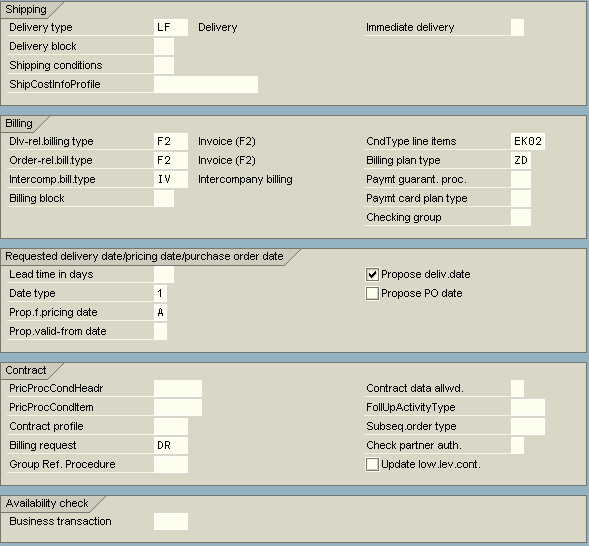 Shipping
Delivery type LF Delivery Immediate delivery
Delivery block
Shipping conditions
ShipCostInfoProfile
Billing
Dlv-rel.billing type F2 Invoice (F2) CndType line items EK02
Order-rel.bill.type F2 Invoice (F2) Billing plan type ZD
Intercomp.bill.type IV Intercompany billing Paymt guarant. proc.
Billing block Paymt card plan type
Checking group
Requested delivery date/pricing date/purchase order date
Lead time in days Propose deliv.date
Date type 1 Propose PO date
Prop.f.pricing date A
Prop.valid-from date
Contract
PricProcCondHeadr Contract data allwd.
PricProcCondItem FollUpActivityType
Contract profile Subseq.order type
Billing request DR Check partner auth.
Group Ref. Procedure Update low.lev.cont.
Availability check
Business transaction